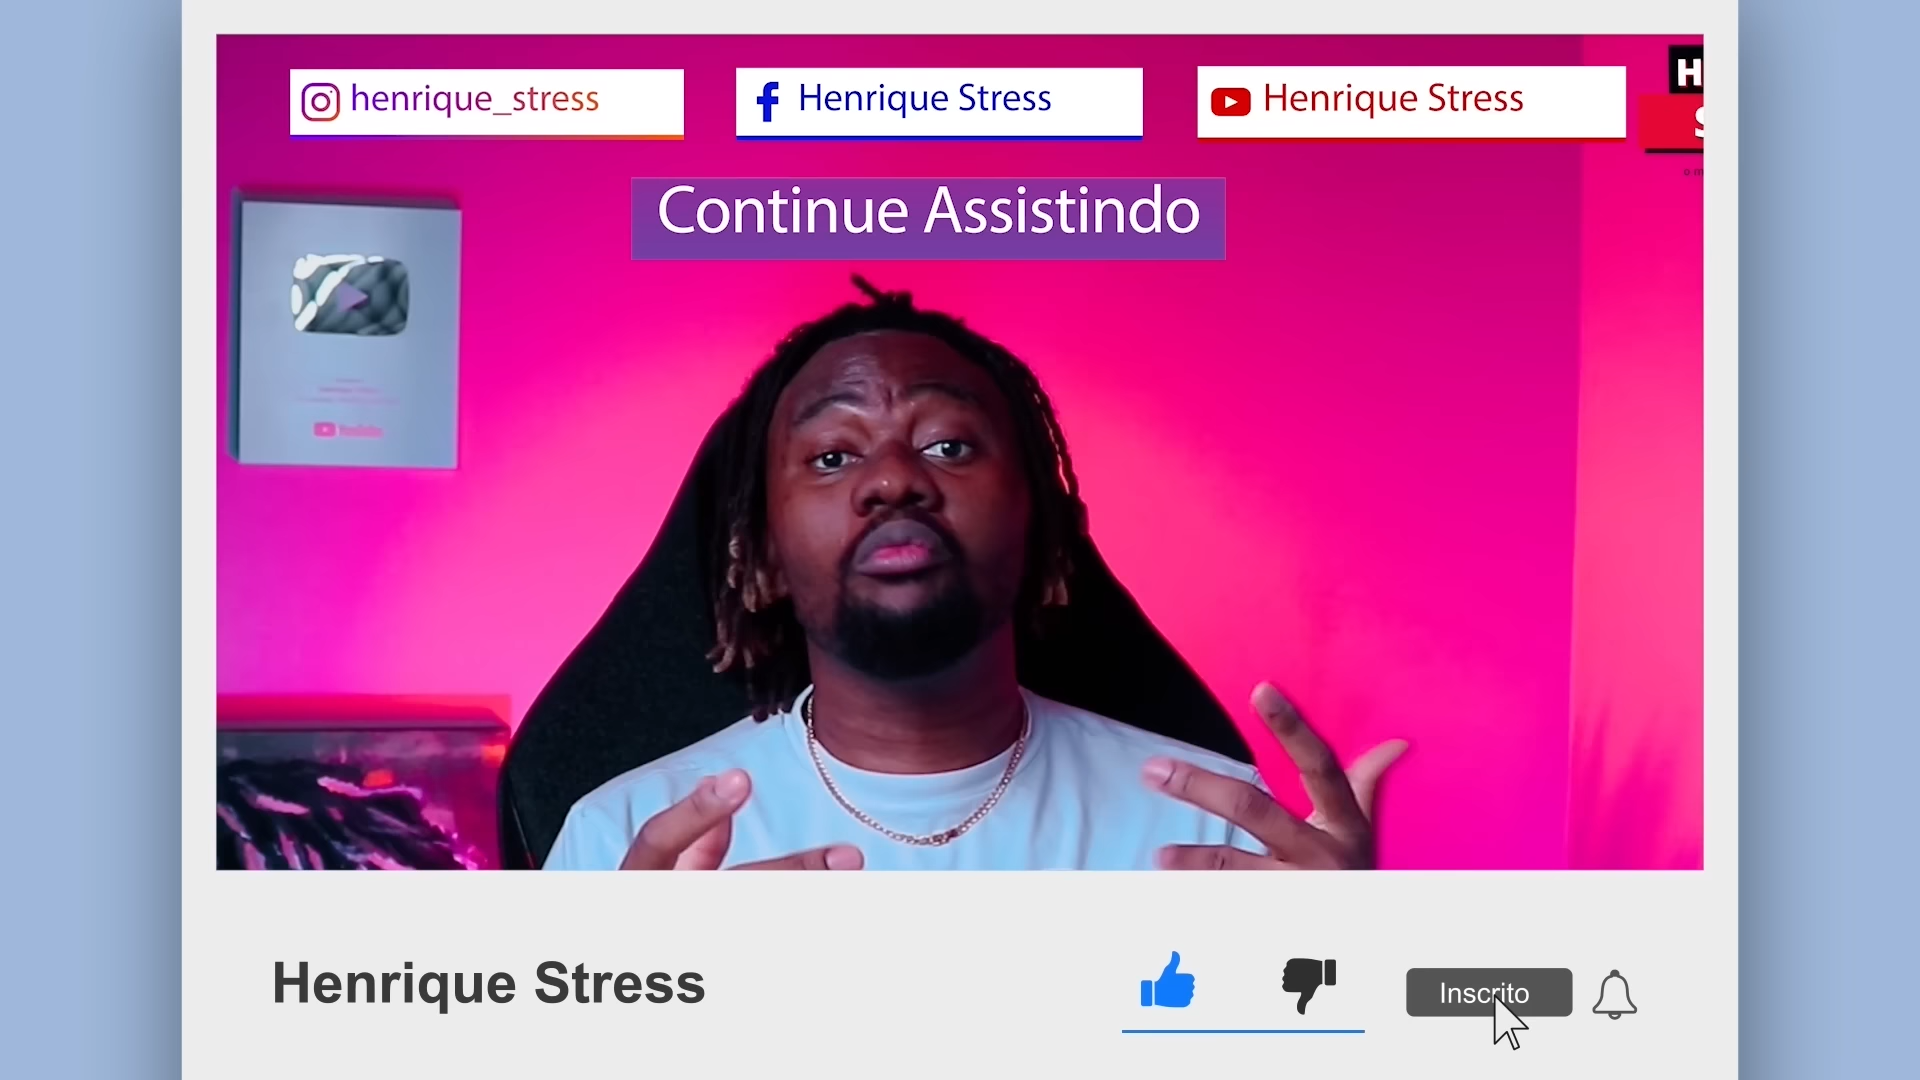 henrique_stress
Henrique Stress
Henrique Stress
H
S
Continue Assistindo
Henrique Stress
Inscrito